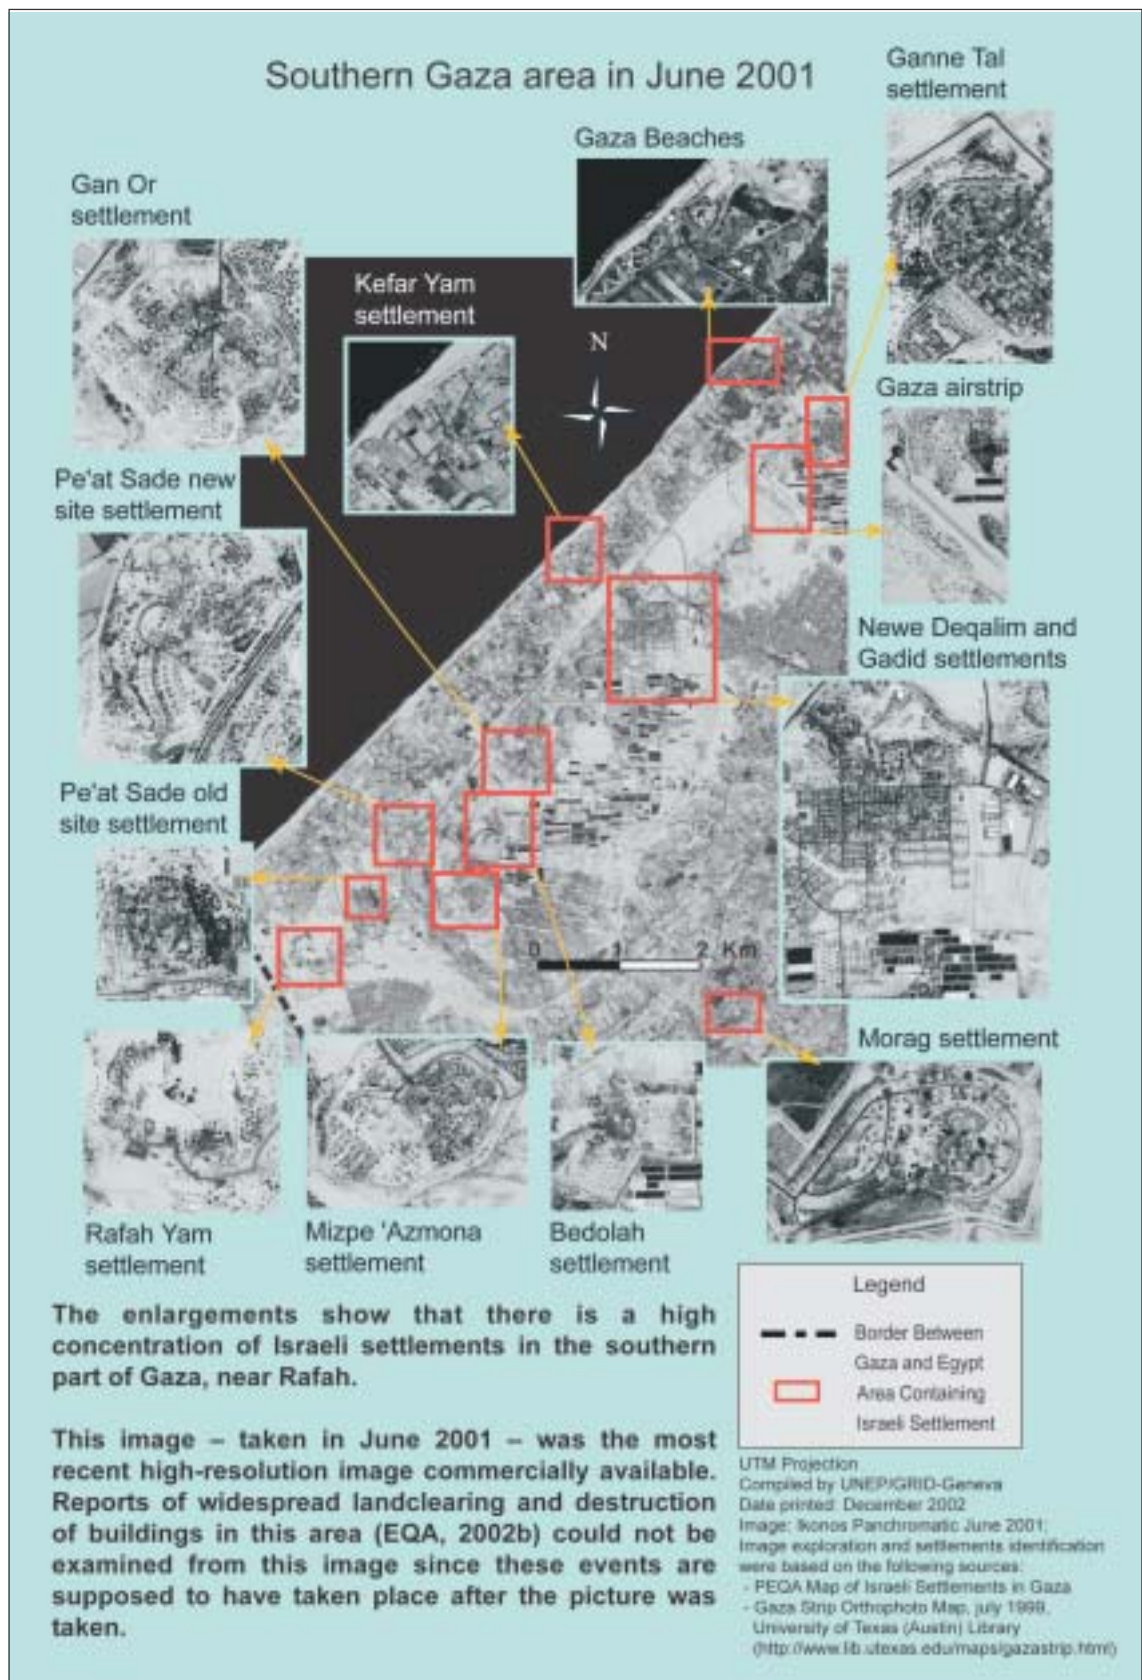 Southern Gaza area in June 2001
Ganne Tal
settlement
Gaza Beaches
Gan Or
settlement
Kefar Yam
settlement
N
Gaza airstrip
Pe'at Sade new
site settlement
Newe Deqalim and
Gadid settlements
Pe'at Sade old
site settlement
0 1 2 Km
Morag settlement
Rafah Yam
settlement
Mizpe 'Azmona
settlement
Bedolah
settlement
The enlargements show that there is a high
concentration of Israeli settlements in the southern
part of Gaza, near Rafah.
This image – taken in June 2001 – was the most
recent high-resolution image commercially available.
Reports of widespread landclearing and destruction
of buildings in this area (EQA, 2002b) could not be
examined from this image since these events are
supposed to have taken place after the picture was
taken.
Legend
Border Between
Gaza and Egypt
Area Containing
Israeli Settlement
UTM Projection
Compiled by UNEP/GRID-Geneva
Date printed: December 2002
Image: Ikonos Panchromatic June 2001;
Image exploration and settlements identification
were based on the following sources:
- PEQA Map of Israeli Settlements in Gaza
- Gaza Strip Orthophoto Map, july 1999,
University of Texas (Austin) Library
(http://www.lib.utexas.edu/maps/gazastrip.html)